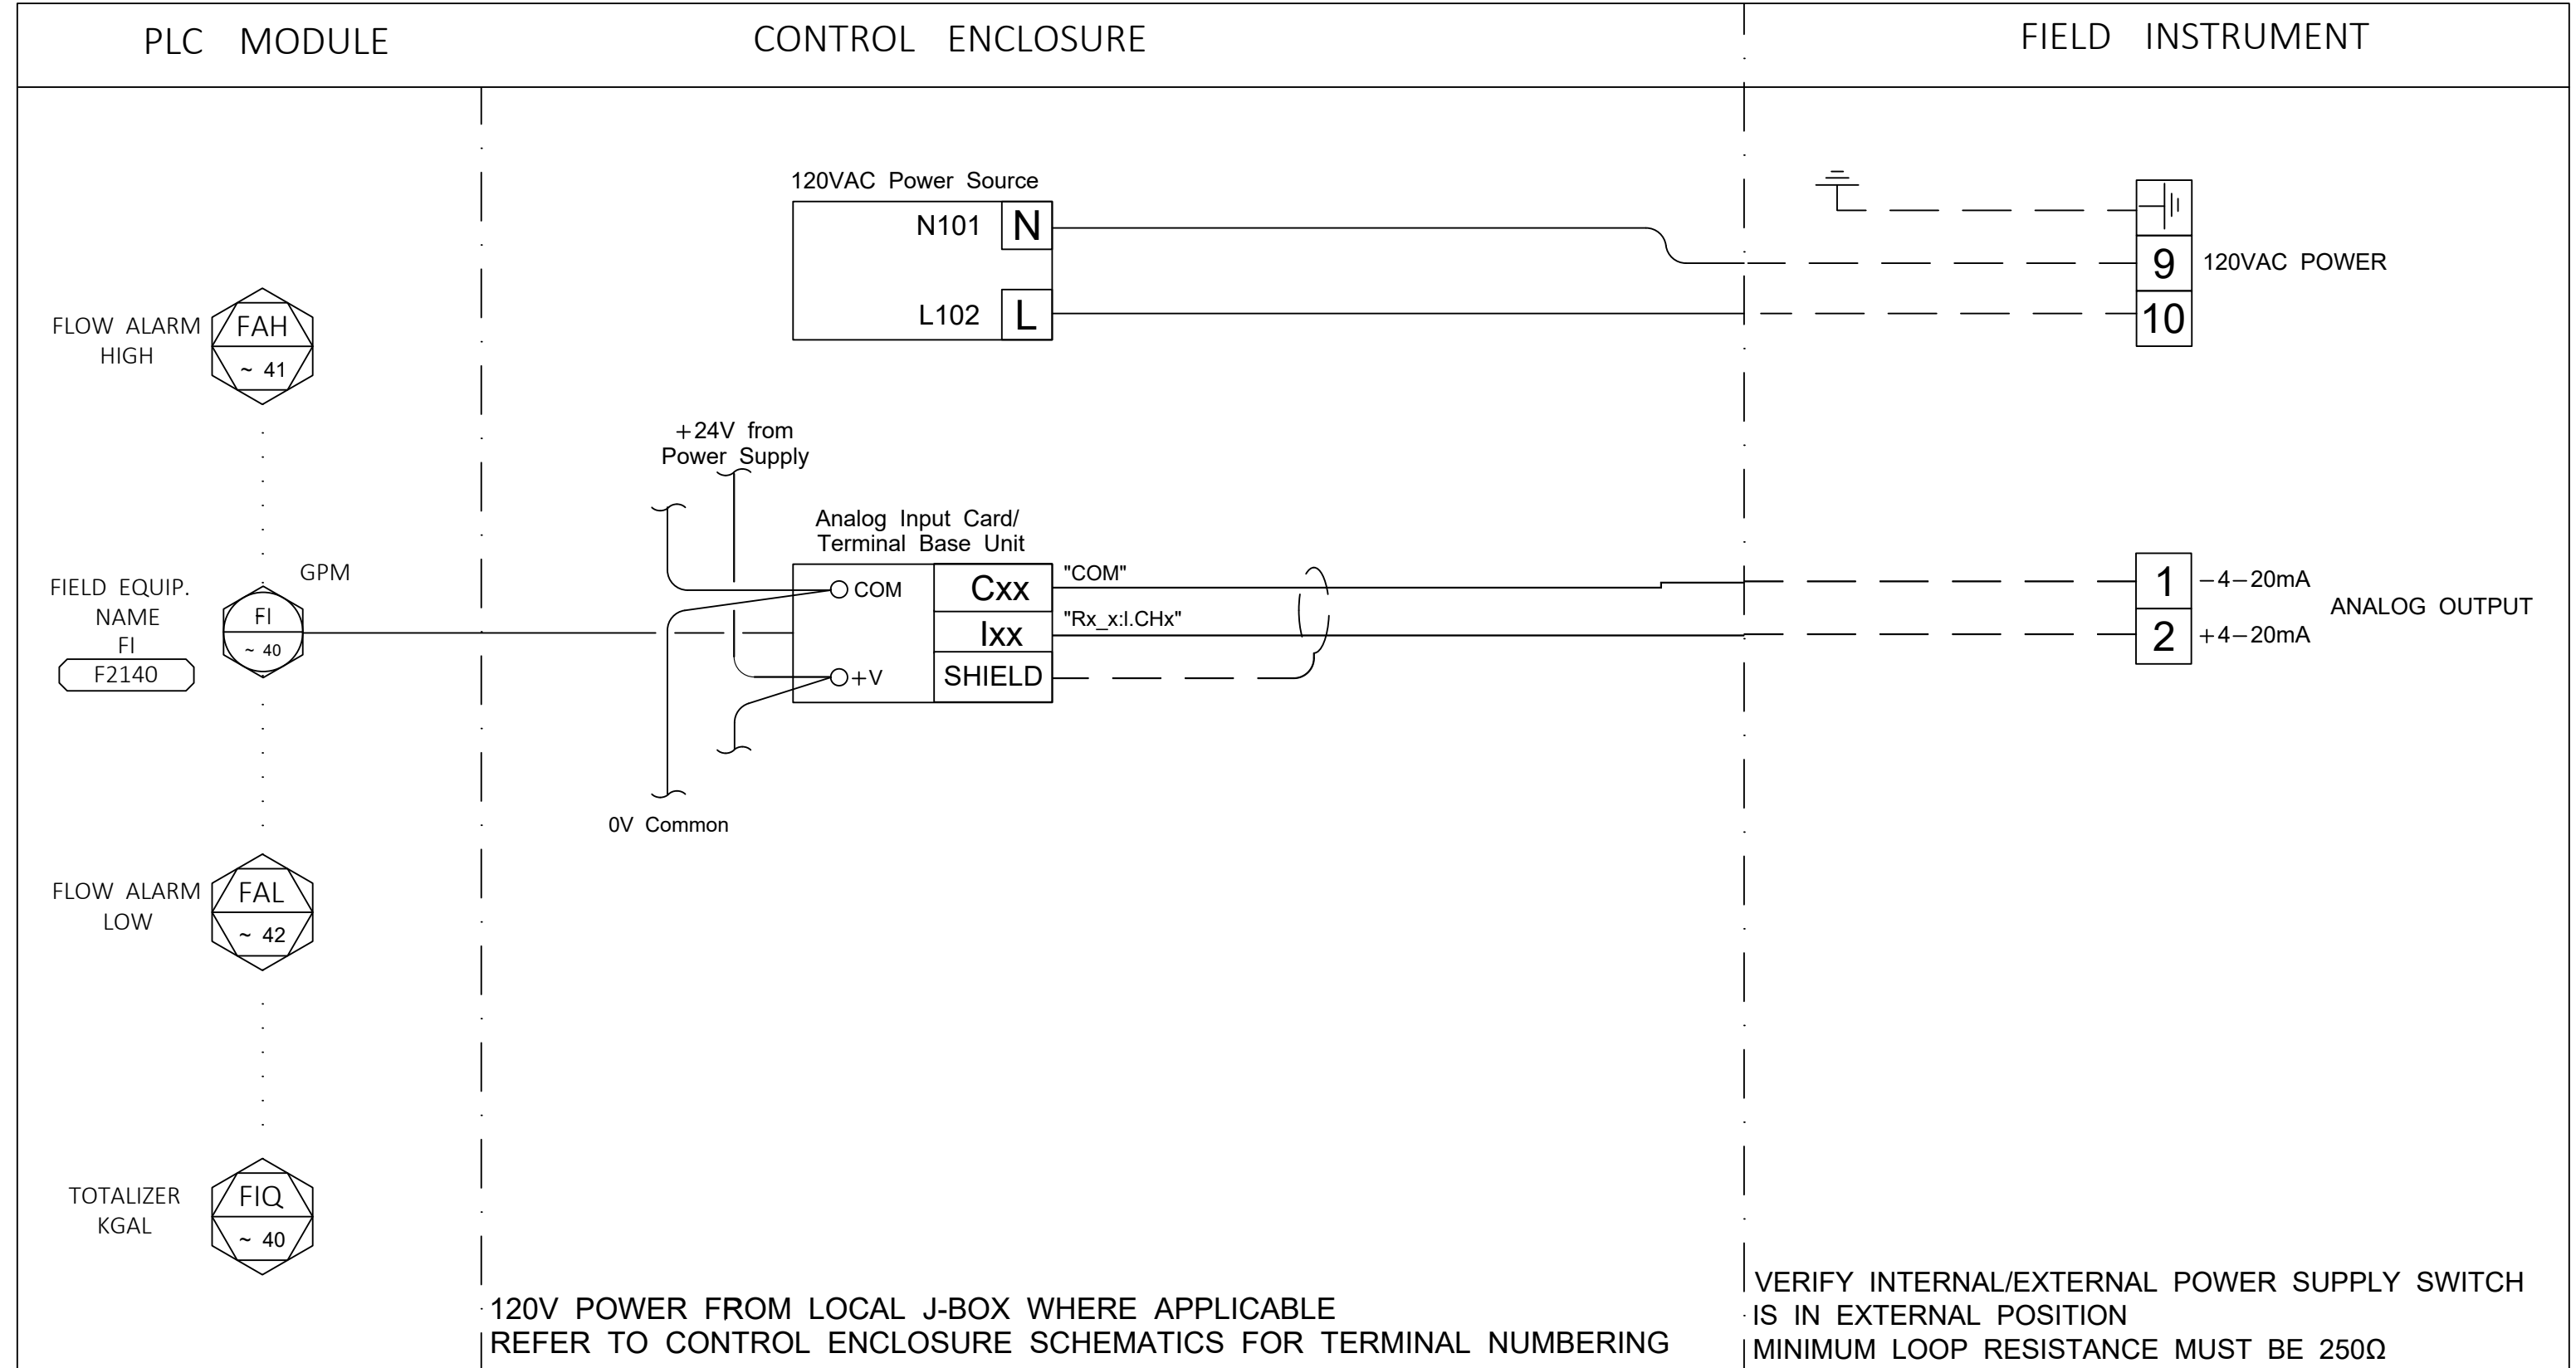 PLC MODULE
CONTROL ENCLOSURE
FIELD INSTRUMENT
FLOW ALARM
HIGH
FAH
~ 41
FIELD EQUIP.
NAME
FI
F2140
GPM
FI
~ 40
FLOW ALARM
LOW
FAL
~ 42
TOTALIZER
KGAL
FIQ
~ 40
120VAC Power Source
N101 N
L102 L
+24V from
Power Supply
Analog Input Card/
Terminal Base Unit
COM
+V
Cxx
Ixx
SHIELD
"COM"
"Rx_x:I.CHx"
0V Common
120V POWER FROM LOCAL J-BOX WHERE APPLICABLE
REFER TO CONTROL ENCLOSURE SCHEMATICS FOR TERMINAL NUMBERING
9 120VAC POWER
10
1 −4−20mA
ANALOG OUTPUT
2 +4−20mA
VERIFY INTERNAL/EXTERNAL POWER SUPPLY SWITCH
IS IN EXTERNAL POSITION
MINIMUM LOOP RESISTANCE MUST BE 250Ω